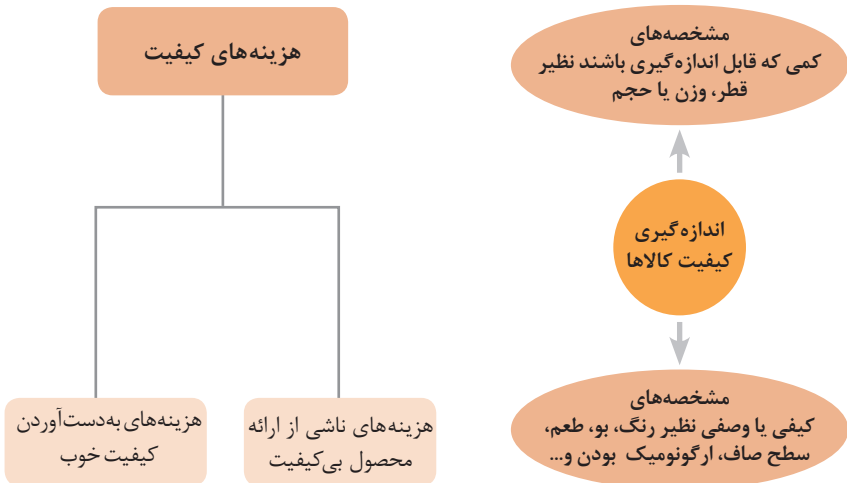 مشخصه‌های
کمی که قابل اندازه‌گیری باشند نظیر
قطر، وزن یا حجم
اندازه‌گیری
کیفیت کالاها
مشخصه‌های
کیفی یا وصفی نظیر رنگ، بو، طعم،
سطح صاف، ارگونومیک بودن و...
هزینه‌های کیفیت
هزینه‌های ناشی از ارائه
محصول بی‌کیفیت
هزینه‌های به‌دست‌آوردن
کیفیت خوب